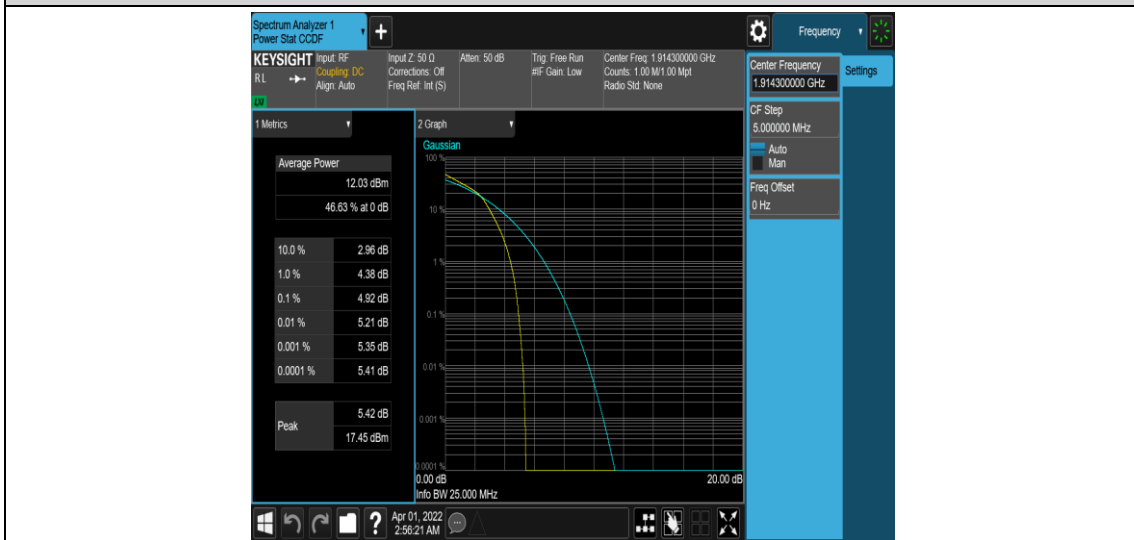 Spectrum Analyzer 1
Power Stat CCDF
Frequency
KEYSIGHT
RL
Input: RF
Coupling: DC
Align: Auto
Input Z: 50 Ω
Corrections: Off
Freq Ref: Int (S)
Atten: 50 dB
Trig: Free Run
#IF Gain: Low
Center Freq: 1.914300000 GHz
Counts: 1.00 M/1.00 Mpt
Radio Std: None
Center Frequency
1.914300000 GHz
Settings
CF Step
5.000000 MHz
Auto
Man
Freq Offset
0 Hz
1 Metrics
Average Power
12.03 dBm
46.63 % at 0 dB
10.0 % 2.96 dB
1.0 % 4.38 dB
0.1 % 4.92 dB
0.01 % 5.21 dB
0.001 % 5.35 dB
0.0001 % 5.41 dB
Peak 5.42 dB
17.45 dBm
2 Graph
Gaussian
100 %
10 %
1 %
0.1 %
0.01 %
0.001 %
0.0001 %
0.00 dB 20.00 dB
Info BW 25.000 MHz
?
Apr 01, 2022
2:56:21 AM